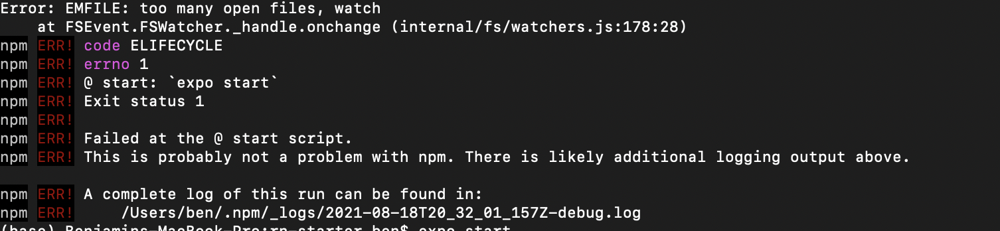 Error: EMFILE: too many open files, watch
    at FSEvent.FSWatcher._handle.onchange (internal/fs/watchers.js:178:28)
npm ERR! code ELIFECYCLE
npm ERR! errno 1
npm ERR! @ start: `expo start`
npm ERR! Exit status 1
npm ERR!
npm ERR! Failed at the @ start script.
npm ERR! This is probably not a problem with npm. There is likely additional logging output above.
npm ERR! A complete log of this run can be found in:
npm ERR!     /Users/ben/.npm/_logs/2021-08-18T20_32_01_157Z-debug.log
(base) Benjamins-MacBook-Pro:rn-starter ben$ expo start